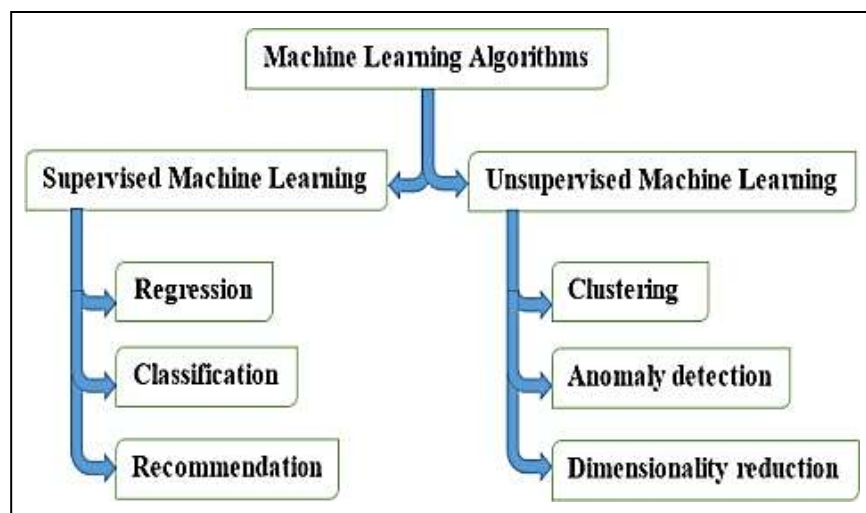 Machine Learning Algorithms
Supervised Machine Learning
Unsupervised Machine Learning
Regression
Classification
Recommendation
Clustering
Anomaly detection
Dimensionality reduction